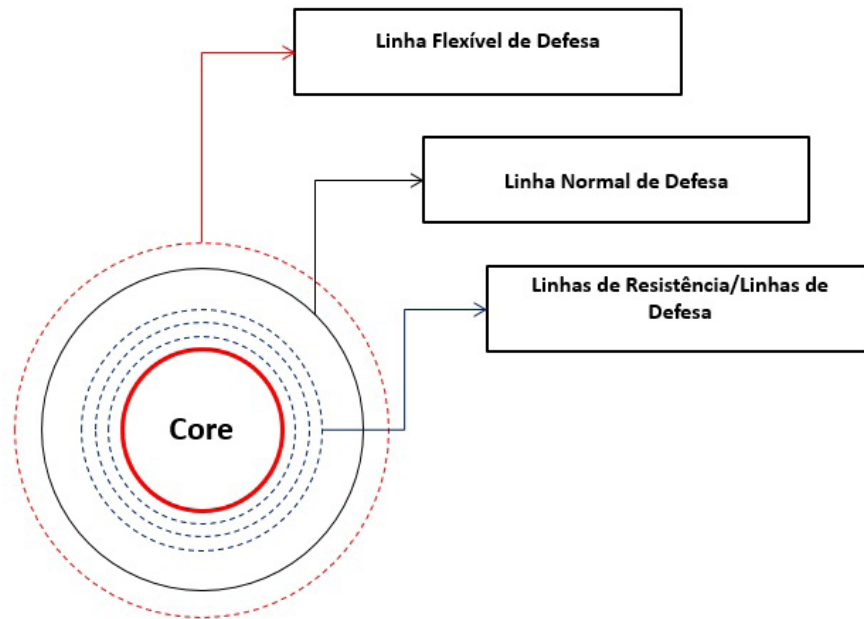 Linha Flexível de Defesa
Linha Normal de Defesa
Linhas de Resistência/Linhas de
Defesa
Core